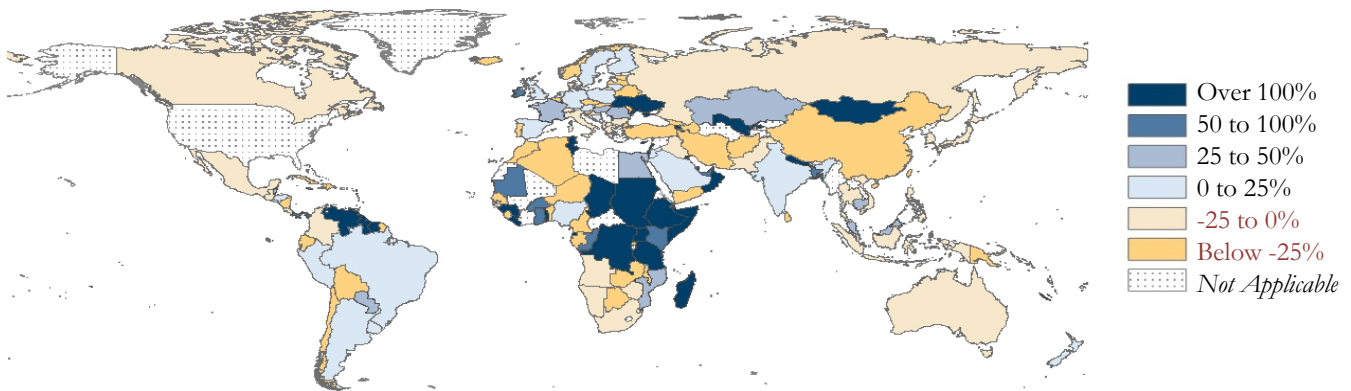 Over 100%
50 to 100%
25 to 50%
0 to 25%
-25 to 0%
Below -25%
Not Applicable